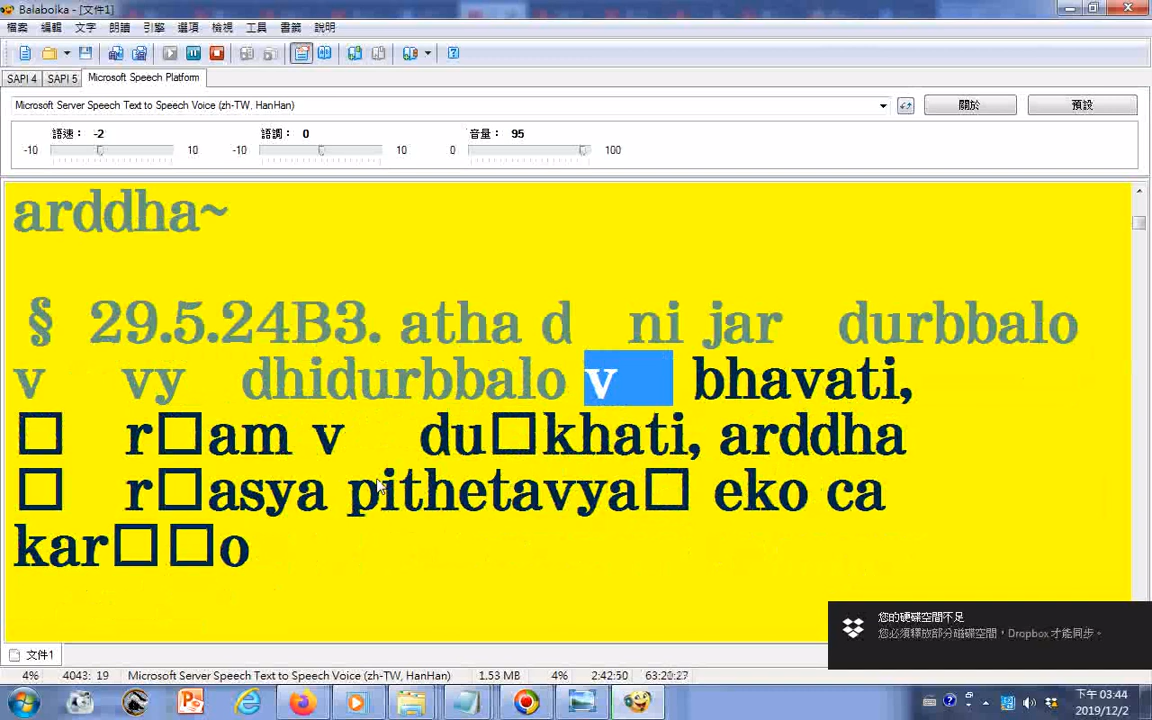 Balabolka - [文件1]
檔案 編輯 文字 朗讀 引擎 選項 檢視 工具 書籤 說明
SAPI 4 SAPI 5 Microsoft Speech Platform
Microsoft Server Speech Text to Speech Voice (zh-TW, HanHan) 關於 預設
語速： -2 語調： 0 音量： 95
-10 10 -10 10 0 100
arddha~
§ 29.5.24B3. atha d ni jar durbbalo
v vy dhidurbbalo v bhavati,
□ r□am v du□khati, arddha
□ r□asya pithetavya□ eko ca
kar□□o
您的硬碟空間不足
您必須釋放部分磁碟空間，Dropbox 才能同步。
文件1
4% 4043: 19 Microsoft Server Speech Text to Speech Voice (zh-TW, HanHan) 1.53 MB 4% 2:42:50 63:20:27
下午 03:44
2019/12/2